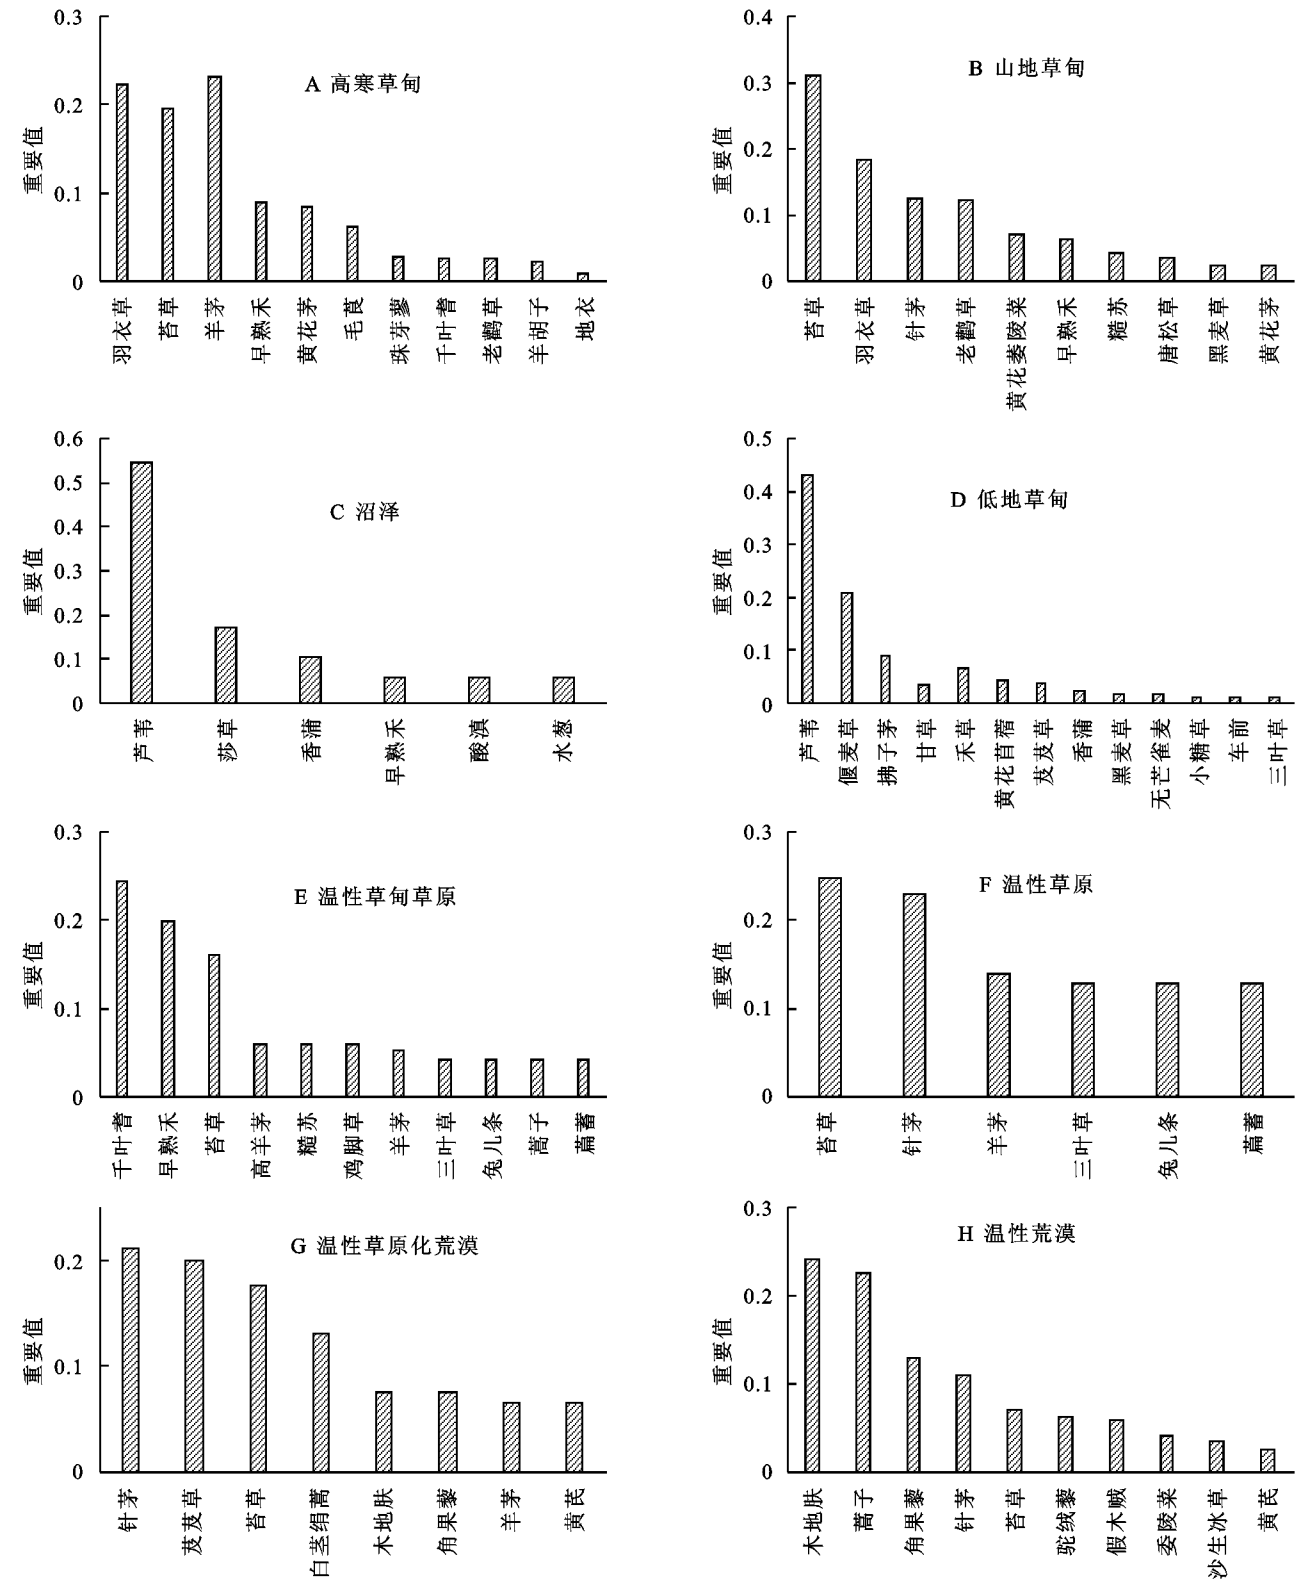 A 高寒草甸
重要值
0.3
0.2
0.1
0
羽衣草 苔草 羊茅 早熟禾 黄花茅 毛莨 珠芽蓼 千叶耆 老鹳草 羊胡子 地衣
B 山地草甸
重要值
0.4
0.3
0.2
0.1
0
苔草 羽衣草 针茅 老鹳草 黄花萎陵菜 早熟禾 糙苏 唐松草 黑麦草 黄花茅
C 沼泽
重要值
0.6
0.5
0.4
0.3
0.2
0.1
0
芦苇 莎草 香蒲 早熟禾 酸滇 水葱
D 低地草甸
重要值
0.5
0.4
0.3
0.2
0.1
0
芦苇 偃麦草 拂子茅 甘草 禾草 黄花苜蓿 芨芨草 香蒲 黑麦草 无芒雀麦 小糖草 车前 三叶草
E 温性草甸草原
重要值
0.3
0.2
0.1
0
千叶耆 早熟禾 苔草 高羊茅 糙苏 鸡脚草 羊茅 三叶草 兔儿条 蒿子 萹蓄
F 温性草原
重要值
0.3
0.2
0.1
0
苔草 针茅 羊茅 三叶草 兔儿条 萹蓄
G 温性草原化荒漠
重要值
0.2
0.1
0
针茅 芨芨草 苔草 白茎绢蒿 木地肤 角果藜 羊茅 黄芪
H 温性荒漠
重要值
0.3
0.2
0.1
0
木地肤 蒿子 角果藜 针茅 苔草 驼绒藜 假木贼 委陵菜 沙生冰草 黄芪